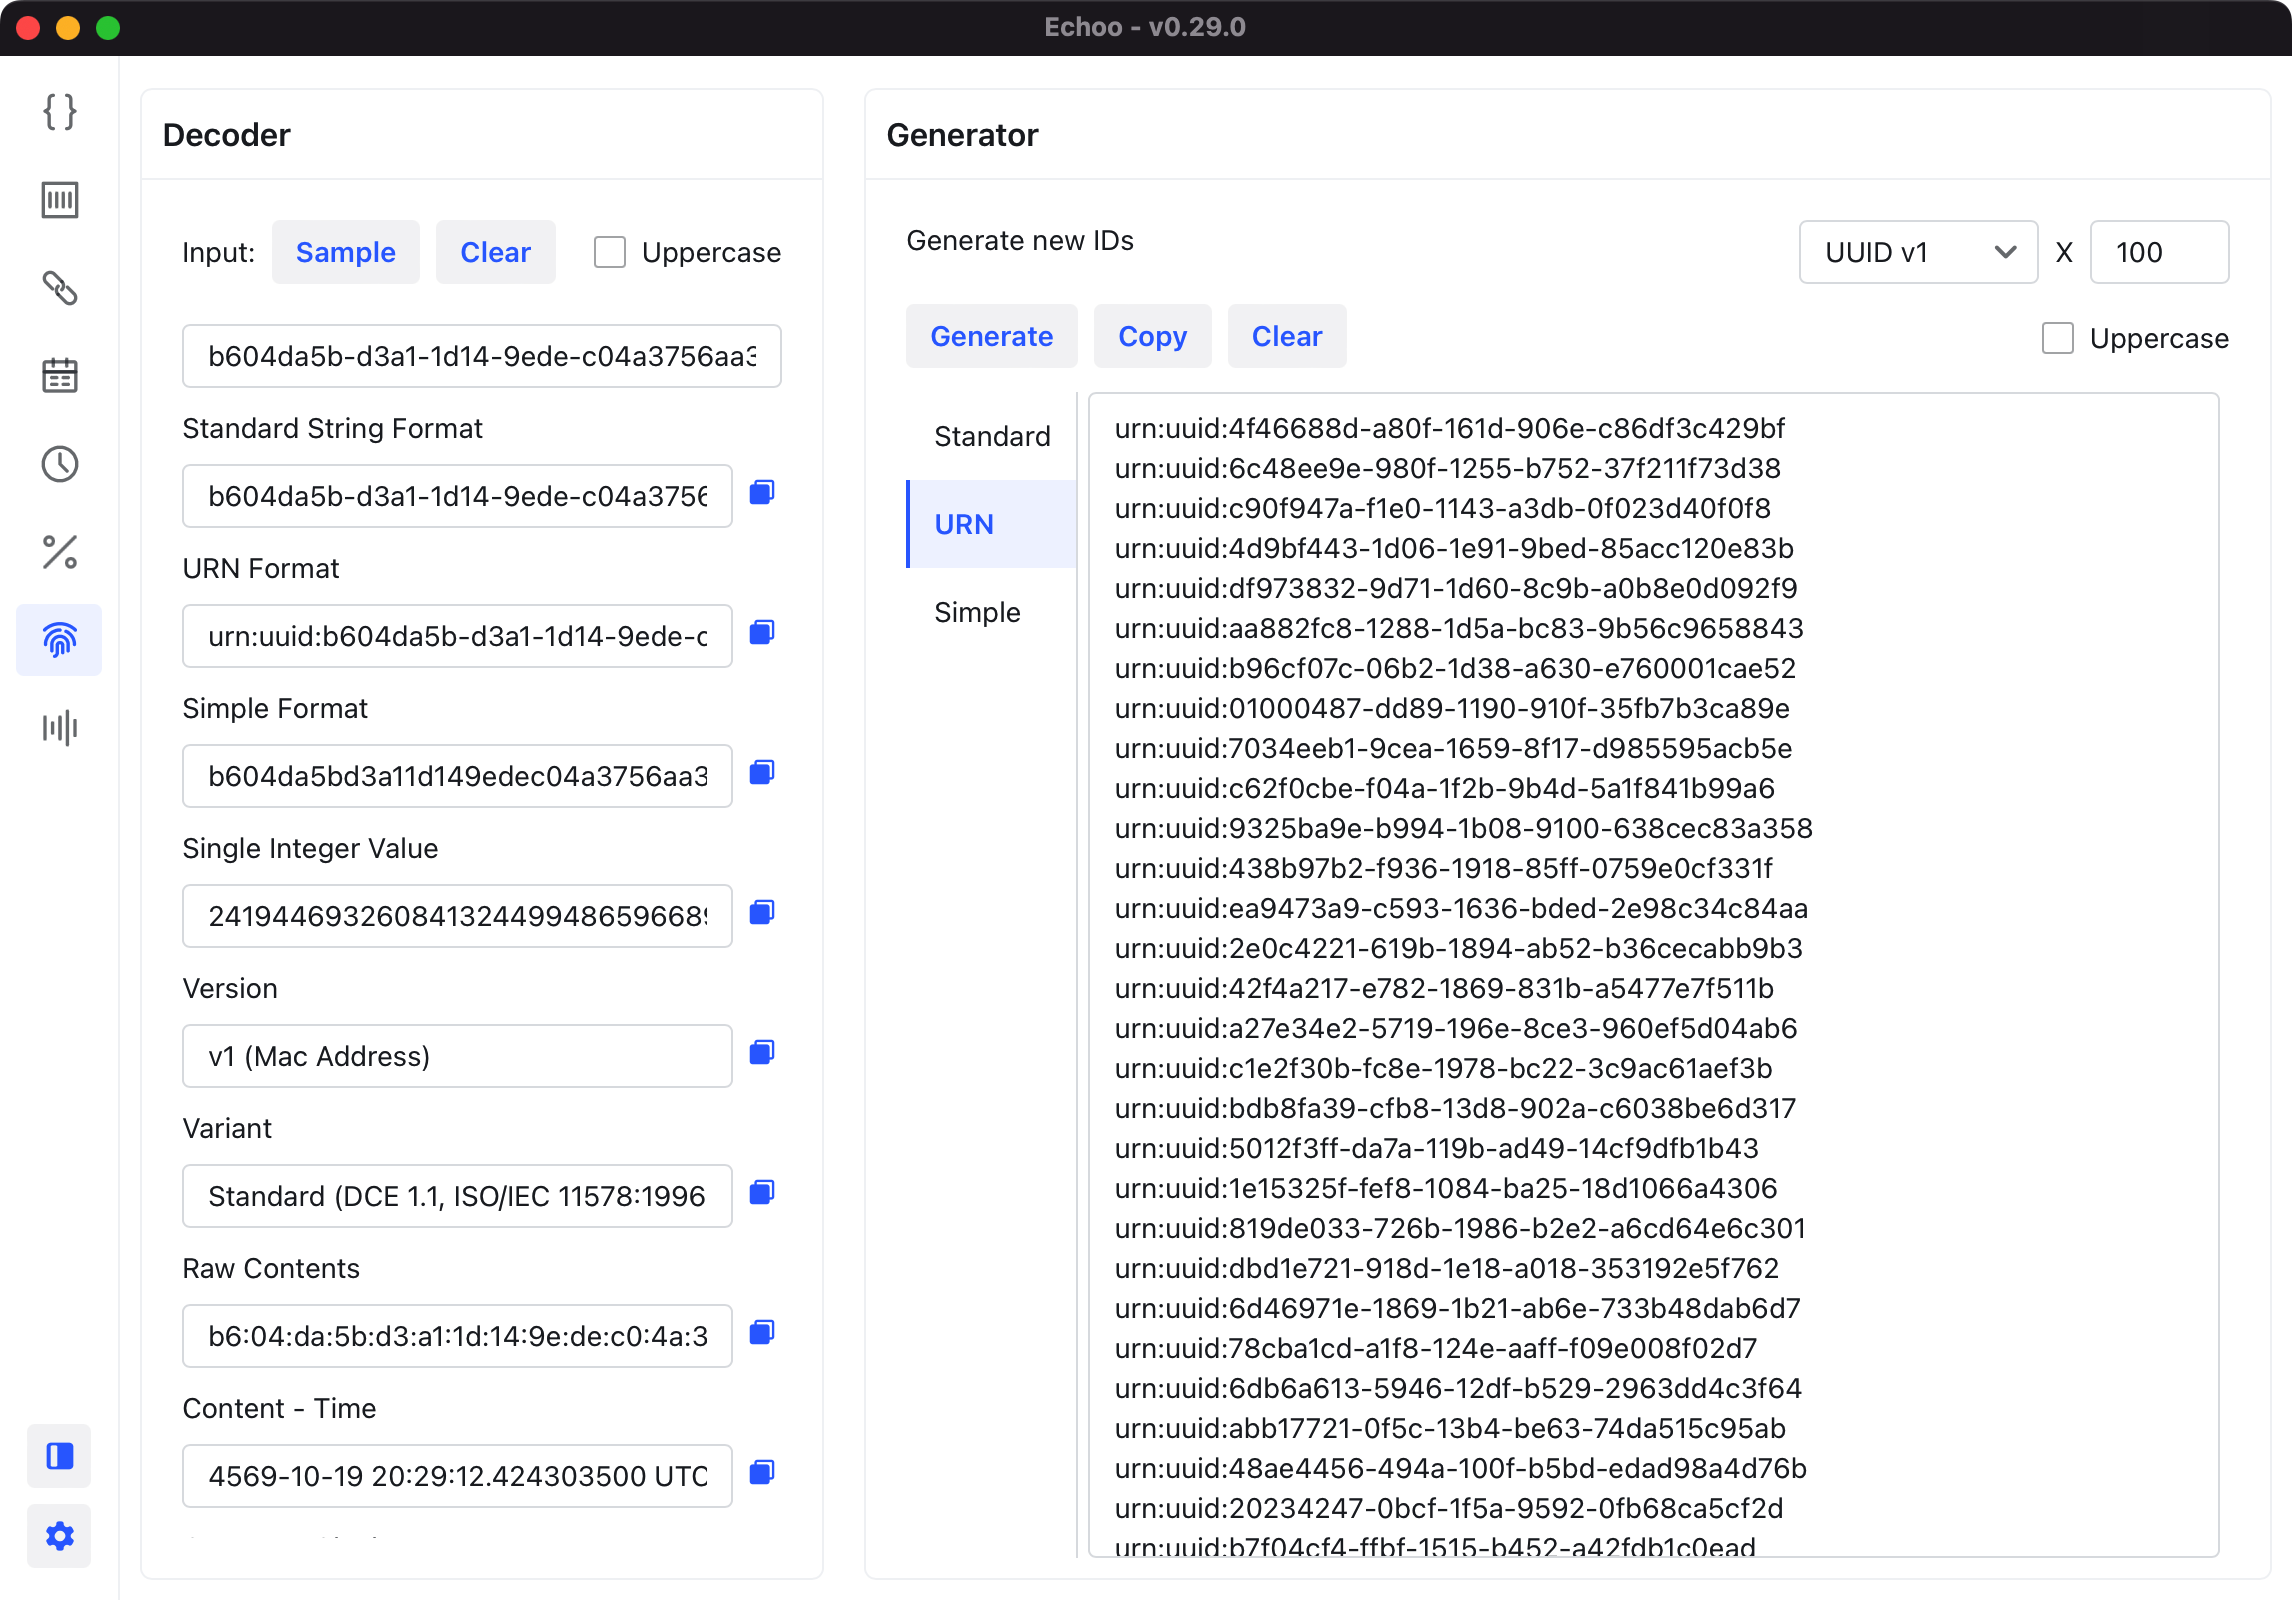 Echoo - v0.29.0
Decoder
Input:
Sample
Clear
Uppercase
b604da5b-d3a1-1d14-9ede-c04a3756aa3
Standard String Format
b604da5b-d3a1-1d14-9ede-c04a3756
URN Format
urn:uuid:b604da5b-d3a1-1d14-9ede-c
Simple Format
b604da5bd3a11d149edec04a3756aa3
Single Integer Value
241944693260841324499486596689
Version
v1 (Mac Address)
Variant
Standard (DCE 1.1, ISO/IEC 11578:1996
Raw Contents
b6:04:da:5b:d3:a1:1d:14:9e:de:c0:4a:3
Content - Time
4569-10-19 20:29:12.424303500 UTC
Generator
Generate new IDs
UUID v1
X
100
Generate
Copy
Clear
Uppercase
Standard
URN
Simple
urn:uuid:4f46688d-a80f-161d-906e-c86df3c429bf
urn:uuid:6c48ee9e-980f-1255-b752-37f211f73d38
urn:uuid:c90f947a-f1e0-1143-a3db-0f023d40f0f8
urn:uuid:4d9bf443-1d06-1e91-9bed-85acc120e83b
urn:uuid:df973832-9d71-1d60-8c9b-a0b8e0d092f9
urn:uuid:aa882fc8-1288-1d5a-bc83-9b56c9658843
urn:uuid:b96cf07c-06b2-1d38-a630-e760001cae52
urn:uuid:01000487-dd89-1190-910f-35fb7b3ca89e
urn:uuid:7034eeb1-9cea-1659-8f17-d985595acb5e
urn:uuid:c62f0cbe-f04a-1f2b-9b4d-5a1f841b99a6
urn:uuid:9325ba9e-b994-1b08-9100-638cec83a358
urn:uuid:438b97b2-f936-1918-85ff-0759e0cf331f
urn:uuid:ea9473a9-c593-1636-bded-2e98c34c84aa
urn:uuid:2e0c4221-619b-1894-ab52-b36cecabb9b3
urn:uuid:42f4a217-e782-1869-831b-a5477e7f511b
urn:uuid:a27e34e2-5719-196e-8ce3-960ef5d04ab6
urn:uuid:c1e2f30b-fc8e-1978-bc22-3c9ac61aef3b
urn:uuid:bdb8fa39-cfb8-13d8-902a-c6038be6d317
urn:uuid:5012f3ff-da7a-119b-ad49-14cf9dfb1b43
urn:uuid:1e15325f-fef8-1084-ba25-18d1066a4306
urn:uuid:819de033-726b-1986-b2e2-a6cd64e6c301
urn:uuid:dbd1e721-918d-1e18-a018-353192e5f762
urn:uuid:6d46971e-1869-1b21-ab6e-733b48dab6d7
urn:uuid:78cba1cd-a1f8-124e-aaff-f09e008f02d7
urn:uuid:6db6a613-5946-12df-b529-2963dd4c3f64
urn:uuid:abb17721-0f5c-13b4-be63-74da515c95ab
urn:uuid:48ae4456-494a-100f-b5bd-edad98a4d76b
urn:uuid:20234247-0bcf-1f5a-9592-0fb68ca5cf2d
urn:uuid:b7f04cf4-ffbf-1515-b452-a42fdb1c0ead